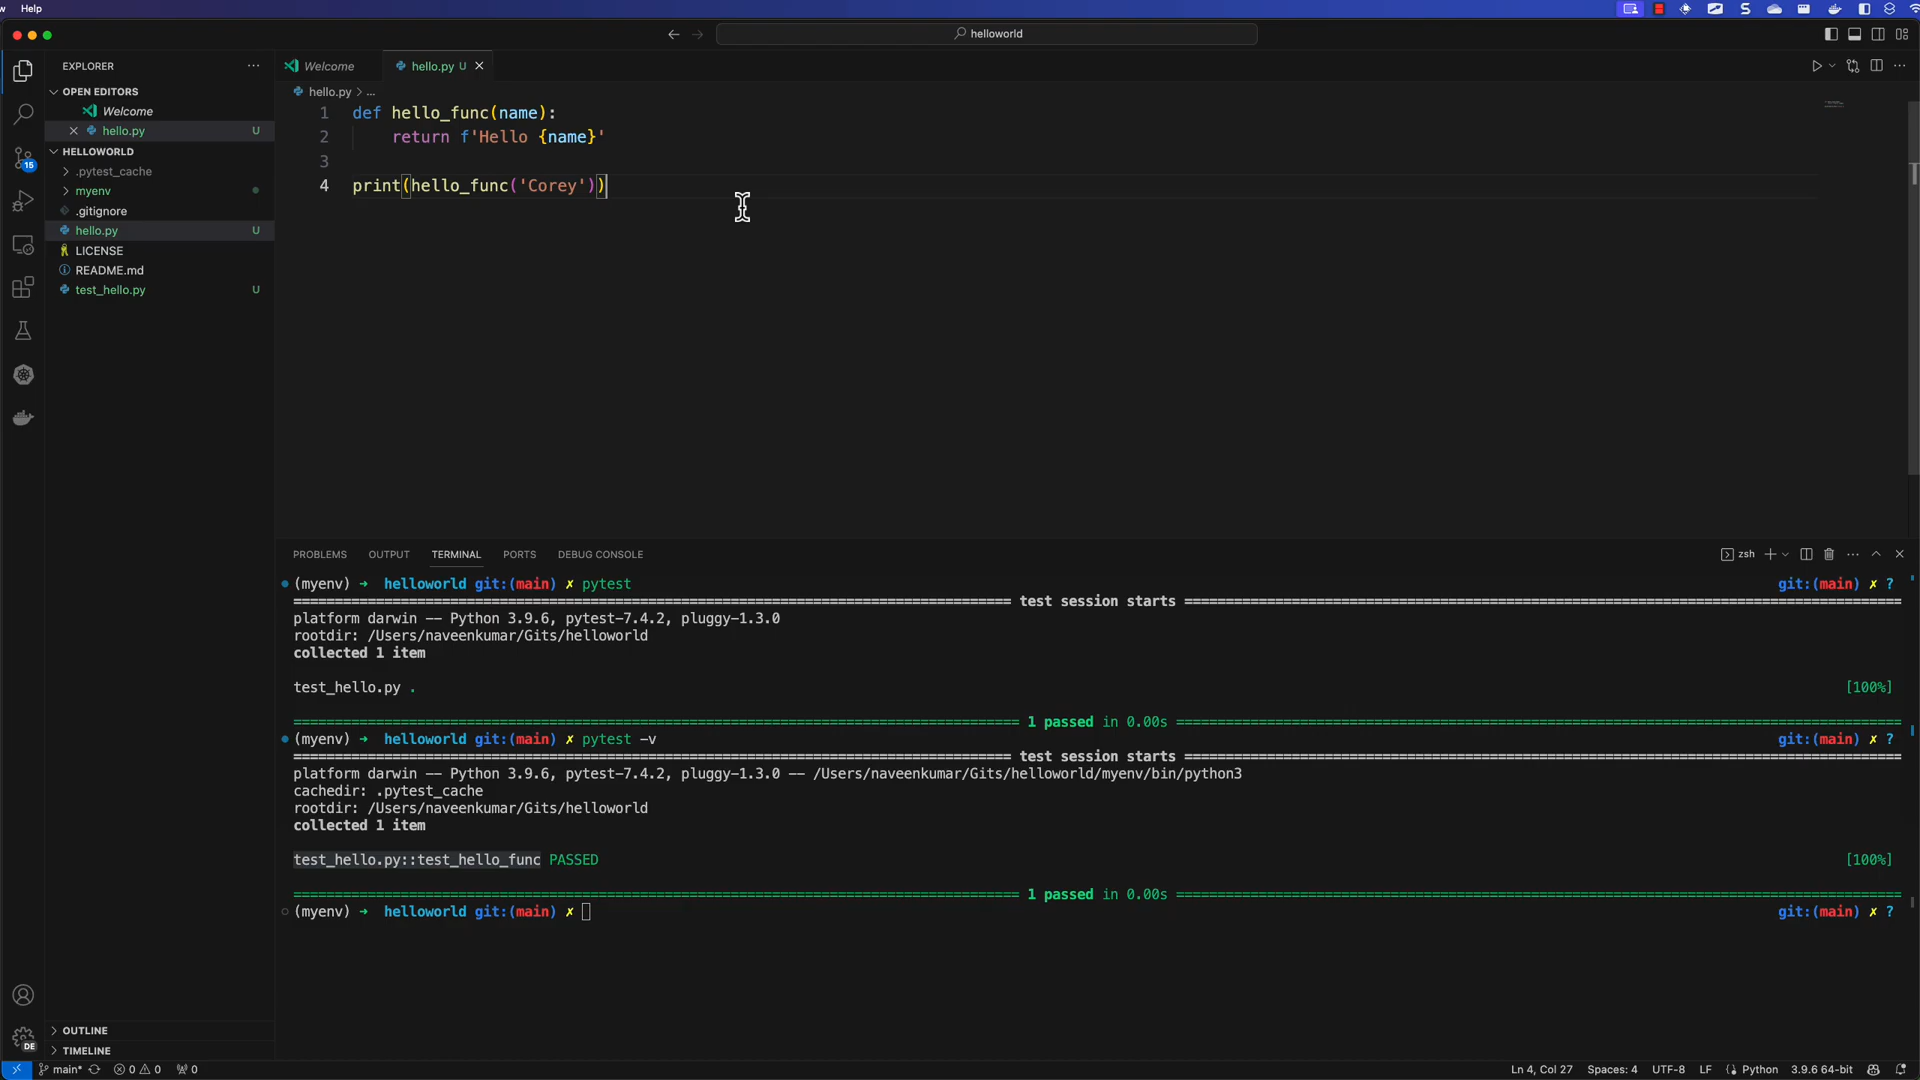 Help
helloworld
EXPLORER
OPEN EDITORS
Welcome
hello.py U
HELLOWORLD
.pytest_cache
myenv
.gitignore
hello.py U
LICENSE
README.md
test_hello.py U
OUTLINE
TIMELINE
15
DE
Welcome
hello.py U
hello.py > ...
1 def hello_func(name):
2 return f'Hello {name}'
3
4 print(hello_func('Corey'))
PROBLEMS OUTPUT TERMINAL PORTS DEBUG CONSOLE
zsh
(myenv) ➜ helloworld git:(main) ✗ pytest git:(main) ✗ ?
======== test session starts ========
platform darwin -- Python 3.9.6, pytest-7.4.2, pluggy-1.3.0
rootdir: /Users/naveenkumar/Gits/helloworld
collected 1 item
test_hello.py . [100%]
======== 1 passed in 0.00s ========
(myenv) ➜ helloworld git:(main) ✗ pytest -v git:(main) ✗ ?
======== test session starts ========
platform darwin -- Python 3.9.6, pytest-7.4.2, pluggy-1.3.0 -- /Users/naveenkumar/Gits/helloworld/myenv/bin/python3
cachedir: .pytest_cache
rootdir: /Users/naveenkumar/Gits/helloworld
collected 1 item
test_hello.py::test_hello_func PASSED [100%]
======== 1 passed in 0.00s ========
(myenv) ➜ helloworld git:(main) ✗ git:(main) ✗ ?
main* 0 0 0 Ln 4, Col 27 Spaces: 4 UTF-8 LF Python 3.9.6 64-bit